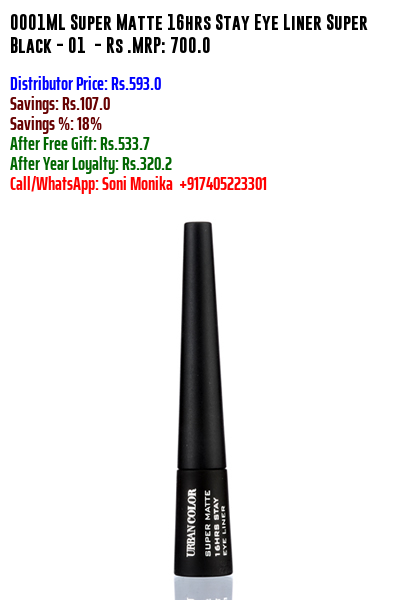 0001ML Super Matte 16hrs Stay Eye Liner Super
Black - 01 - Rs .MRP: 700.0
Distributor Price: Rs.593.0
Savings: Rs.107.0
Savings %: 18%
After Free Gift: Rs.533.7
After Year Loyalty: Rs.320.2
Call/WhatsApp: Soni Monika +917405223301
URBAN COLOR
SUPER MATTE
16HRS STAY
EYE LINER